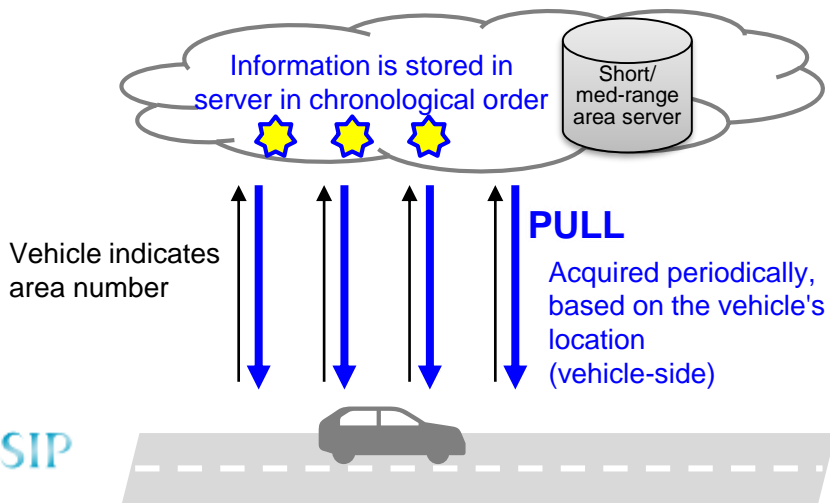 Information is stored in
server in chronological order
Short/
med-range
area server
Vehicle indicates
area number
PULL
Acquired periodically,
based on the vehicle's
location
(vehicle-side)
SIP